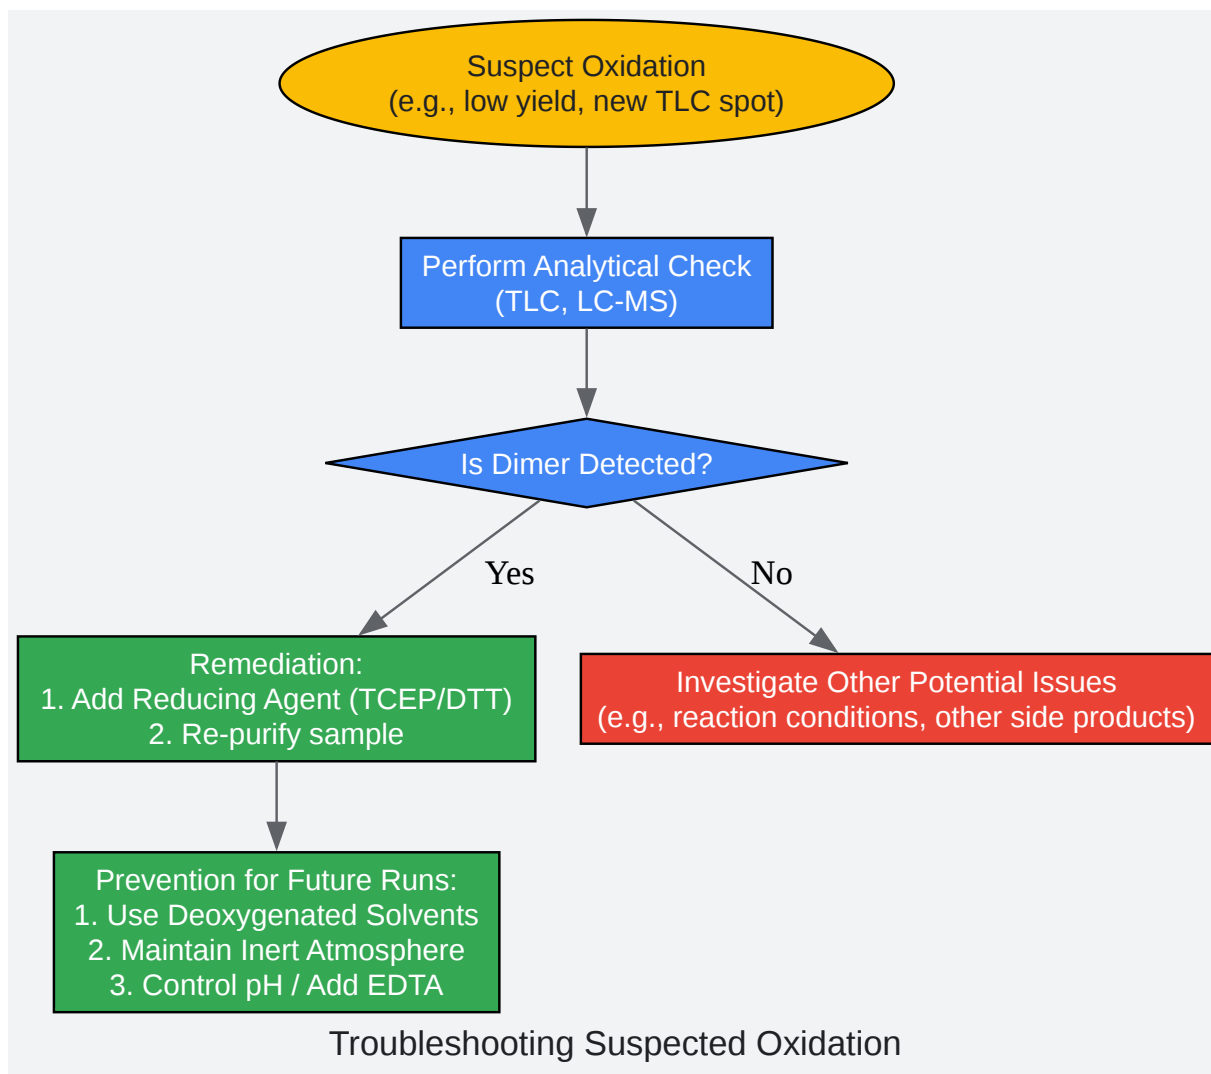 Suspect Oxidation
(e.g., low yield, new TLC spot)
Perform Analytical Check
(TLC, LC-MS)
Is Dimer Detected?
Yes
No
Remediation:
1. Add Reducing Agent (TCEP/DTT)
2. Re-purify sample
Investigate Other Potential Issues
(e.g., reaction conditions, other side products)
Prevention for Future Runs:
1. Use Deoxygenated Solvents
2. Maintain Inert Atmosphere
3. Control pH / Add EDTA
Troubleshooting Suspected Oxidation